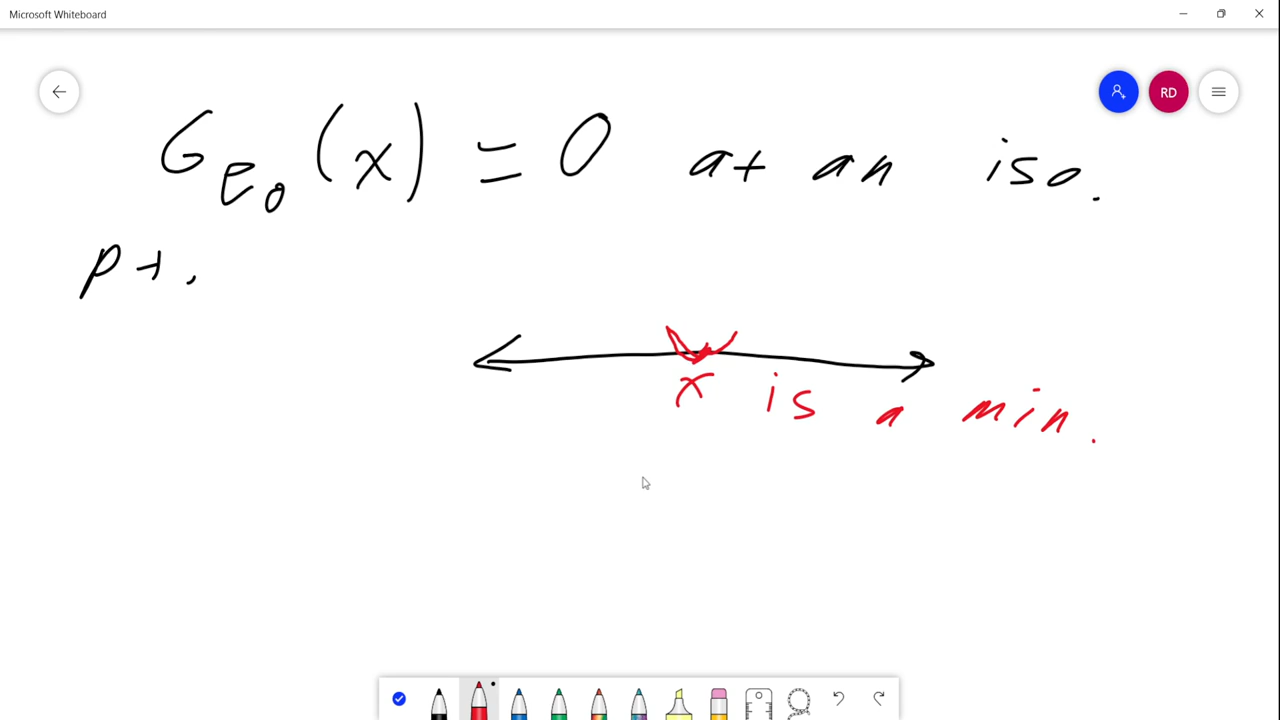 Microsoft Whiteboard
RD
G_{E_0}(x) = 0 at an iso.
pt.
x is a min.